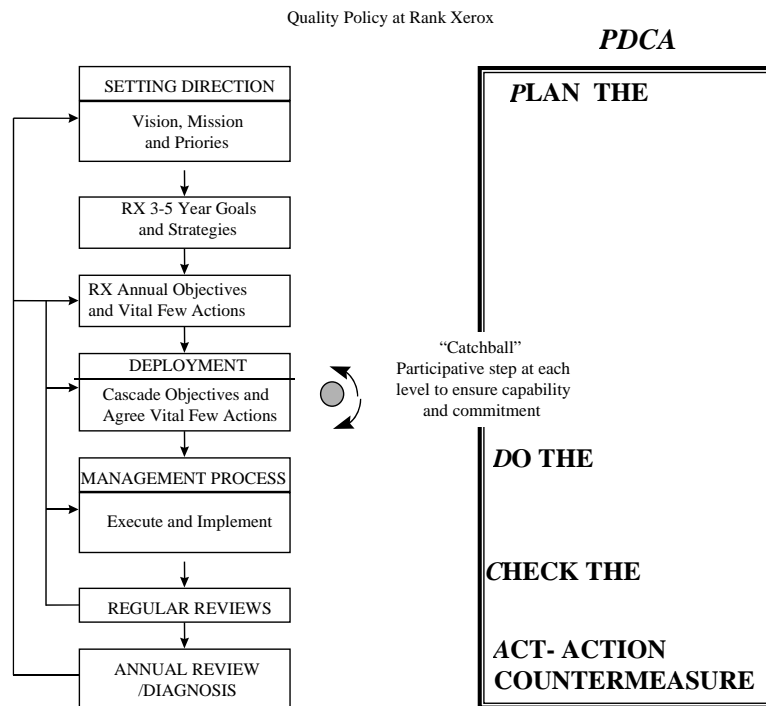 Quality Policy at Rank Xerox
PDCA
SETTING DIRECTION
Vision, Mission
and Priories
RX 3-5 Year Goals
and Strategies
RX Annual Objectives
and Vital Few Actions
DEPLOYMENT
Cascade Objectives and
Agree Vital Few Actions
MANAGEMENT PROCESS
Execute and Implement
REGULAR REVIEWS
ANNUAL REVIEW
/DIAGNOSIS
“Catchball”
Participative step at each
level to ensure capability
and commitment
PLAN THE
DO THE
CHECK THE
ACT- ACTION
COUNTERMEASURE